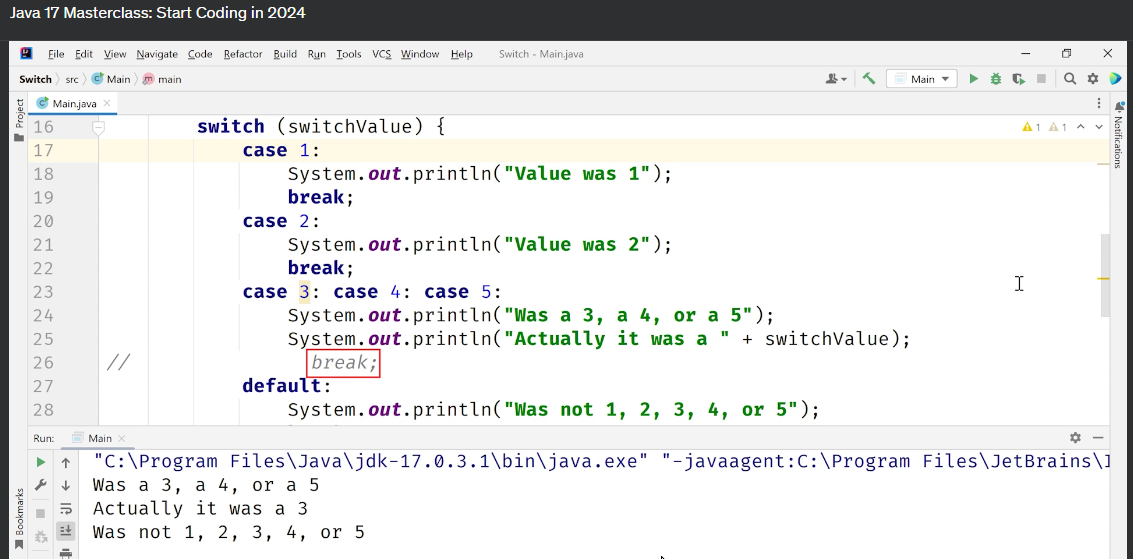 Java 17 Masterclass: Start Coding in 2024
File Edit View Navigate Code Refactor Build Run Tools VCS Window Help Switch - Main.java
Switch src Main main Main
Project
Main.java
Notifications
16 switch (switchValue) {
1 1
17 case 1:
18 System.out.println("Value was 1");
19 break;
20 case 2:
21 System.out.println("Value was 2");
22 break;
23 case 3: case 4: case 5:
24 System.out.println("Was a 3, a 4, or a 5");
25 System.out.println("Actually it was a " + switchValue);
26 // break;
27 default:
28 System.out.println("Was not 1, 2, 3, 4, or 5");
Run: Main
"C:\Program Files\Java\jdk-17.0.3.1\bin\java.exe" "-javaagent:C:\Program Files\JetBrains\
Was a 3, a 4, or a 5
Actually it was a 3
Was not 1, 2, 3, 4, or 5
Bookmarks